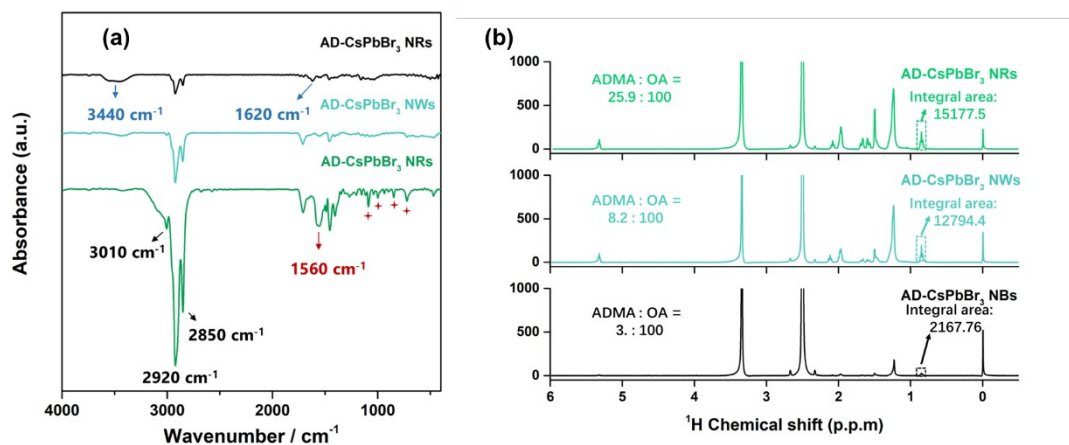 (a)
AD-CsPbBr₃ NRs
3440 cm⁻¹
1620 cm⁻¹
AD-CsPbBr₃ NWs
AD-CsPbBr₃ NRs
3010 cm⁻¹
1560 cm⁻¹
2850 cm⁻¹
2920 cm⁻¹
Absorbance (a.u.)
4000 3000 2000 1000
Wavenumber / cm⁻¹
(b)
1000
500
0
ADMA : OA =
25.9 : 100
AD-CsPbBr₃ NRs
Integral area:
15177.5
1000
500
0
ADMA : OA =
8.2 : 100
AD-CsPbBr₃ NWs
Integral area:
12794.4
1000
500
0
ADMA : OA =
3. : 100
AD-CsPbBr₃ NBs
Integral area:
2167.76
6 5 4 3 2 1 0
¹H Chemical shift (p.p.m)